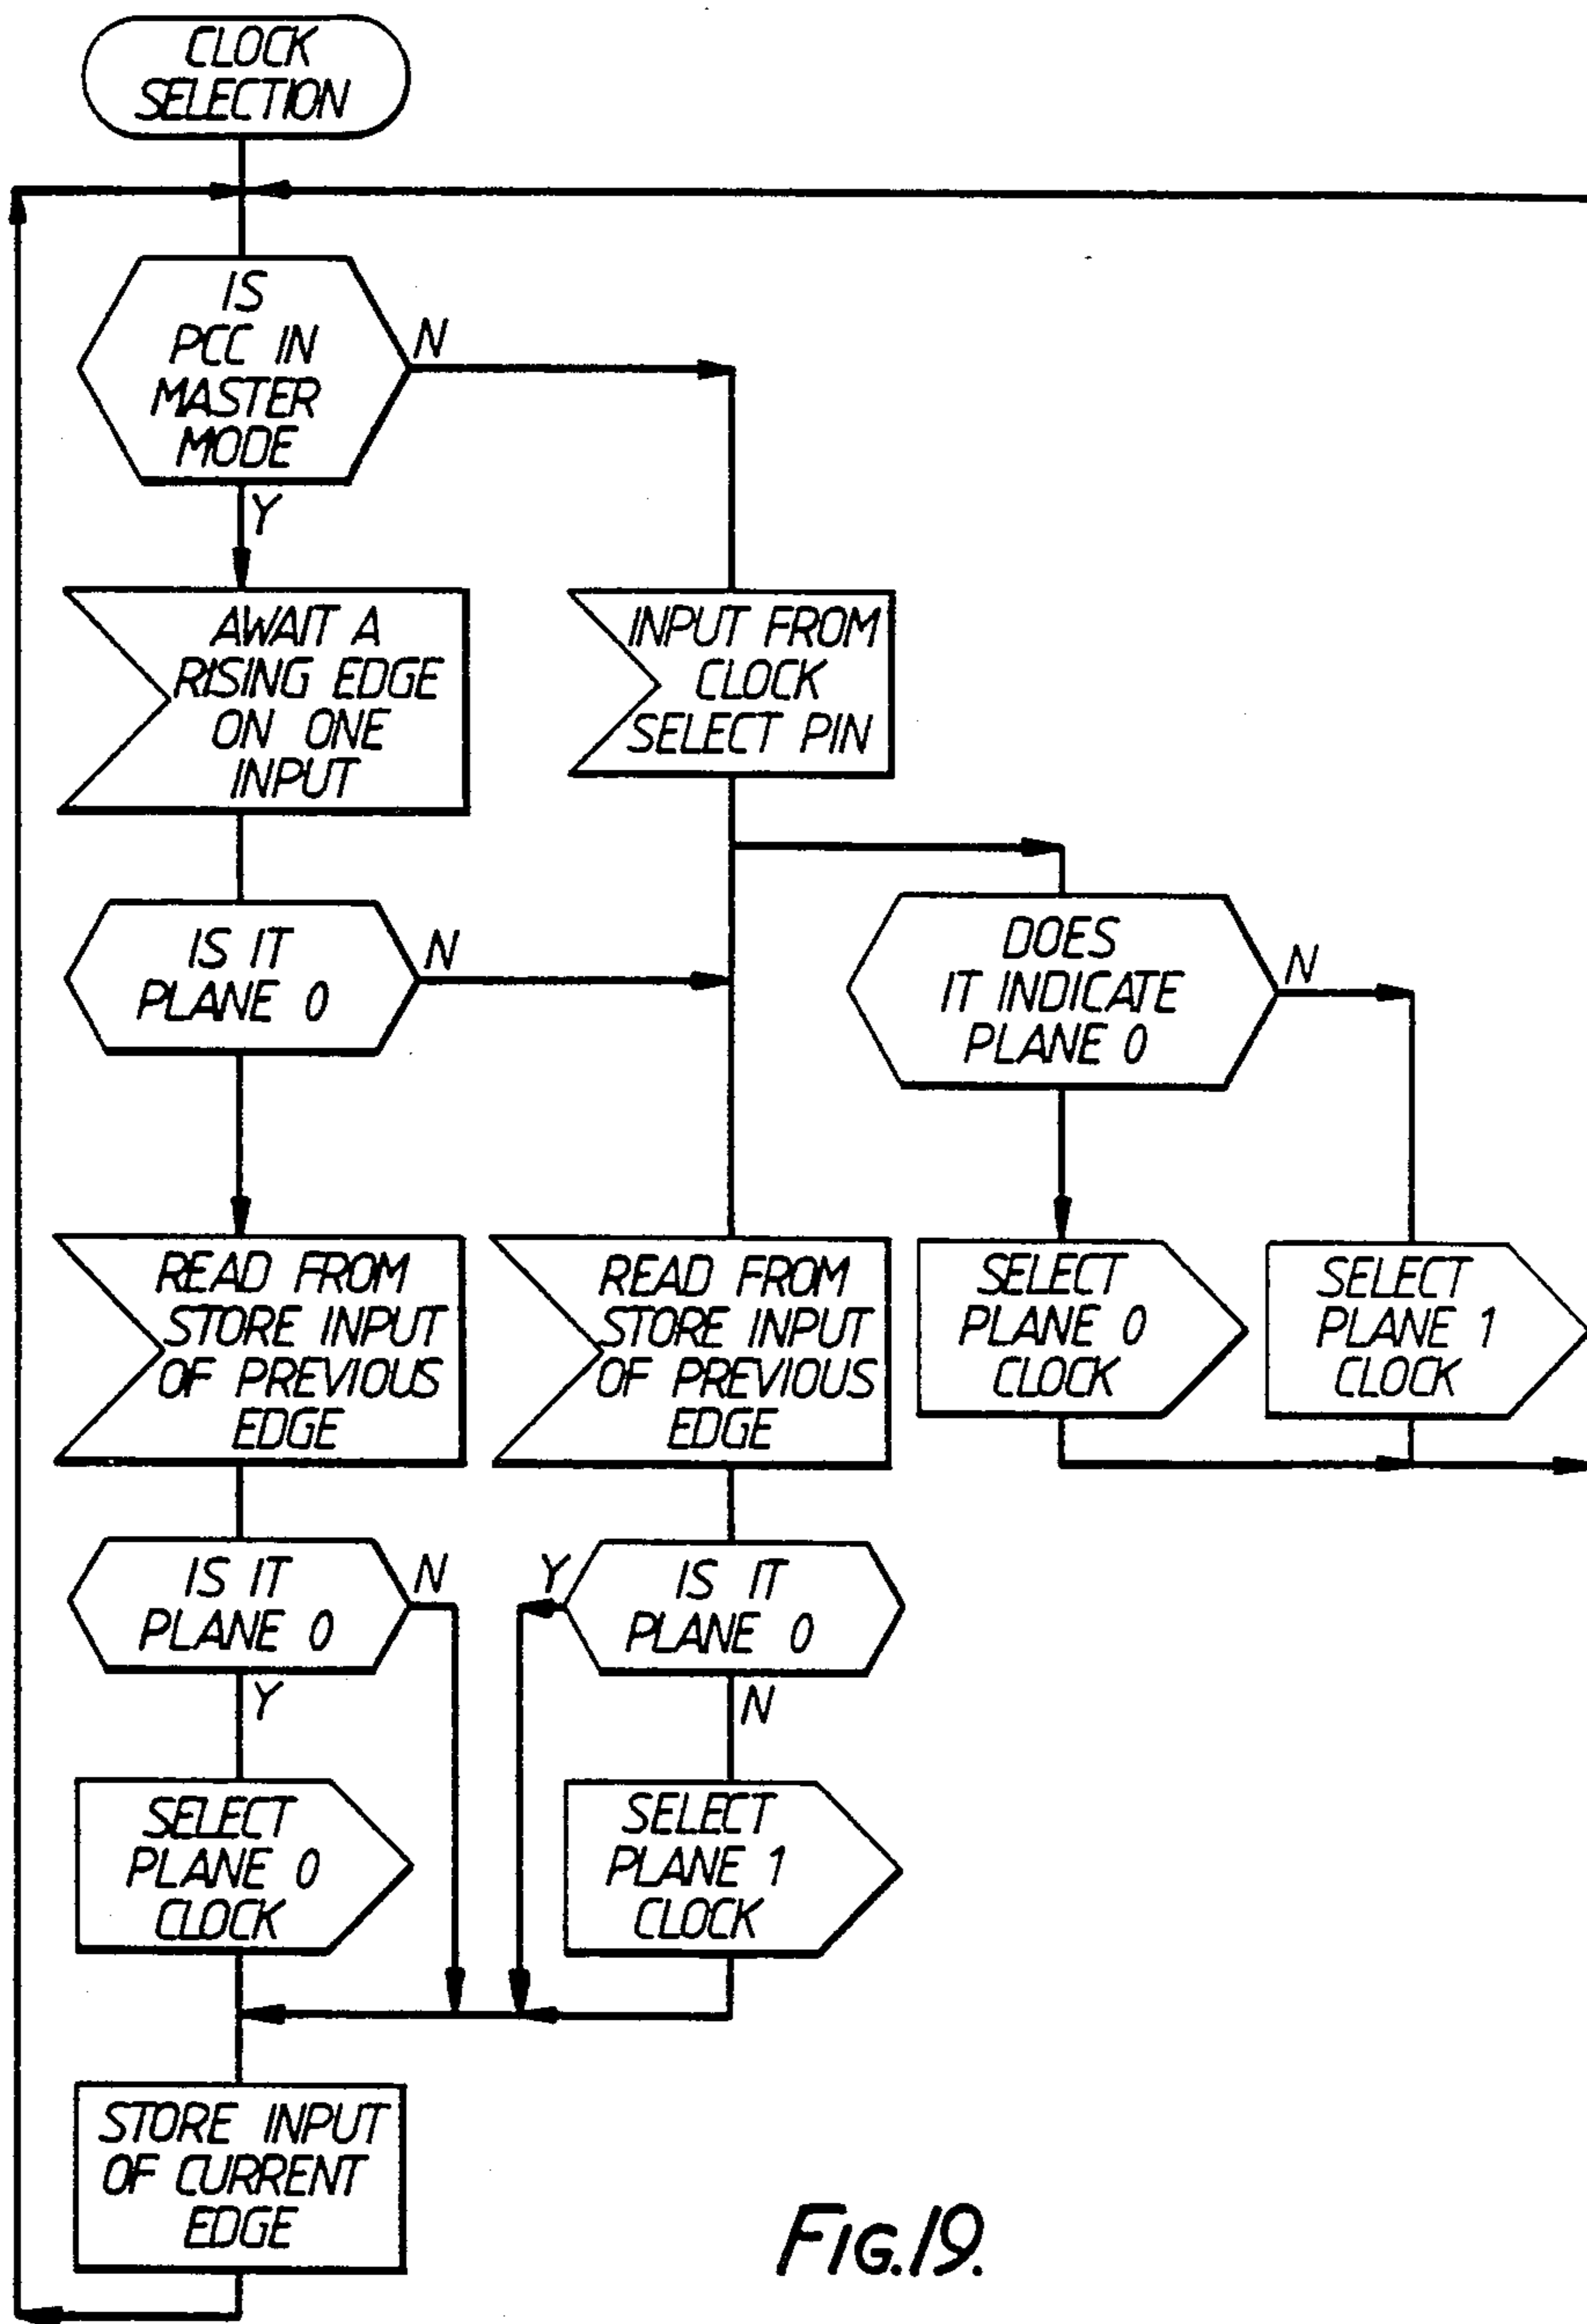 CLOCK
SELECTION
IS
PCC IN
MASTER
MODE
N
Y
AWAIT A
RISING EDGE
ON ONE
INPUT
INPUT FROM
CLOCK
SELECT PIN
IS IT
PLANE 0
N
DOES
IT INDICATE
PLANE 0
N
READ FROM
STORE INPUT
OF PREVIOUS
EDGE
READ FROM
STORE INPUT
OF PREVIOUS
EDGE
SELECT
PLANE 0
CLOCK
SELECT
PLANE 1
CLOCK
IS IT
PLANE 0
N
Y
Y
IS IT
PLANE 0
N
SELECT
PLANE 0
CLOCK
SELECT
PLANE 1
CLOCK
STORE INPUT
OF CURRENT
EDGE
FIG.19.